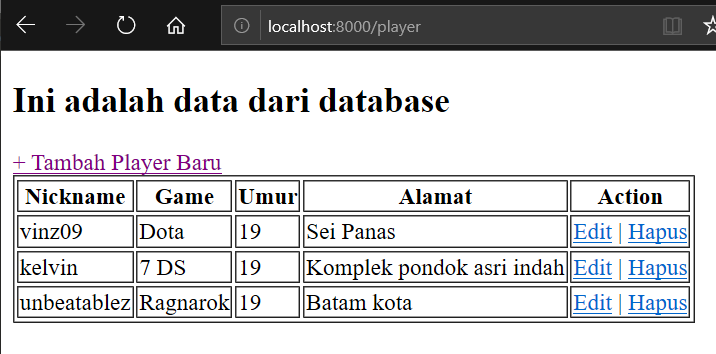 localhost:8000/player
Ini adalah data dari database
+ Tambah Player Baru
Nickname Game Umur Alamat Action
vinz09 Dota 19 Sei Panas Edit | Hapus
kelvin 7 DS 19 Komplek pondok asri indah Edit | Hapus
unbeatablez Ragnarok 19 Batam kota Edit | Hapus